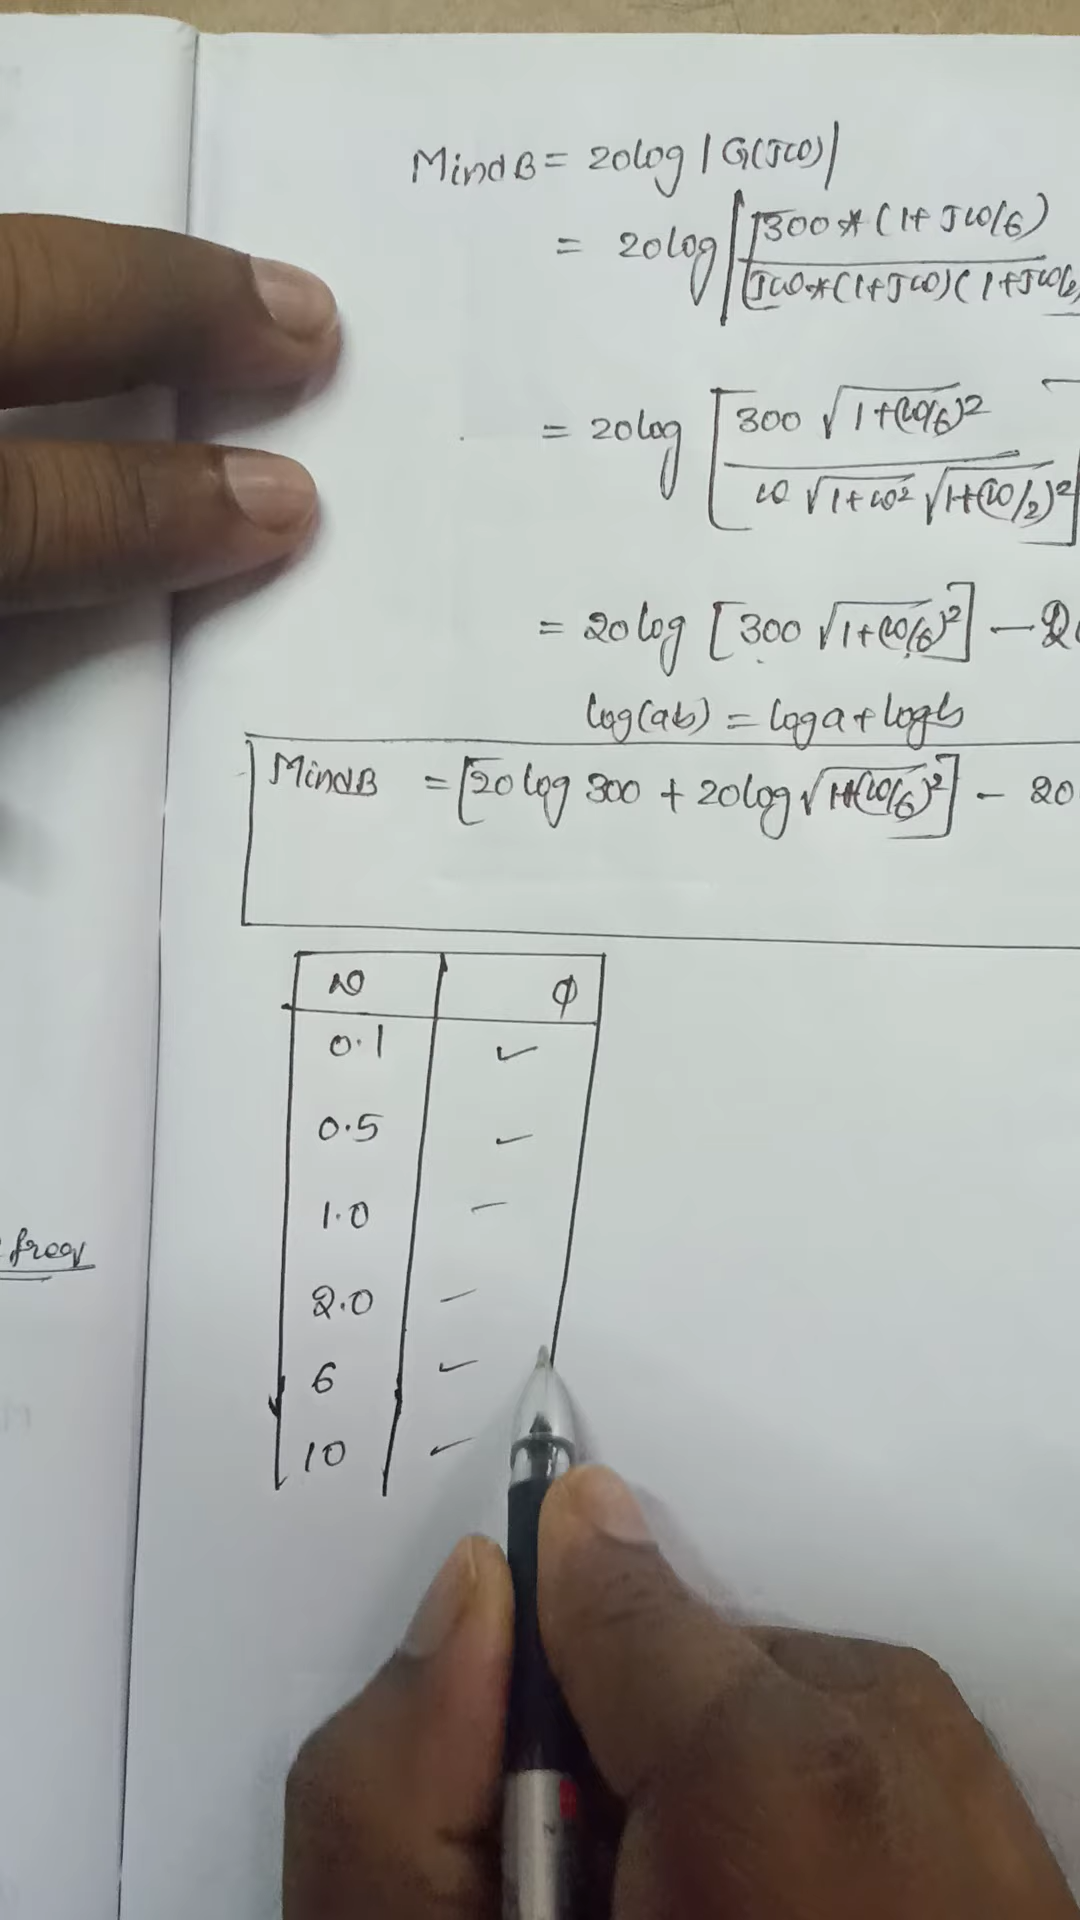 MindB = 20log |G(Jω)|
= 20log |[300*(1+Jω/6) / Jω*(1+Jω)(1+Jω/2)
= 20log [300 √1+(ω/6)² / ω √1+ω² √1+(ω/2)²]
= 20log [300 √1+(ω/6)²] - 2
log(ab) = loga + logb
MindB = [20log 300 + 20log √1+(ω/6)²] - 20
ω ϕ
0.1 ✓
0.5 ✓
1.0 –
2.0 –
6 ✓
10 ✓
freq